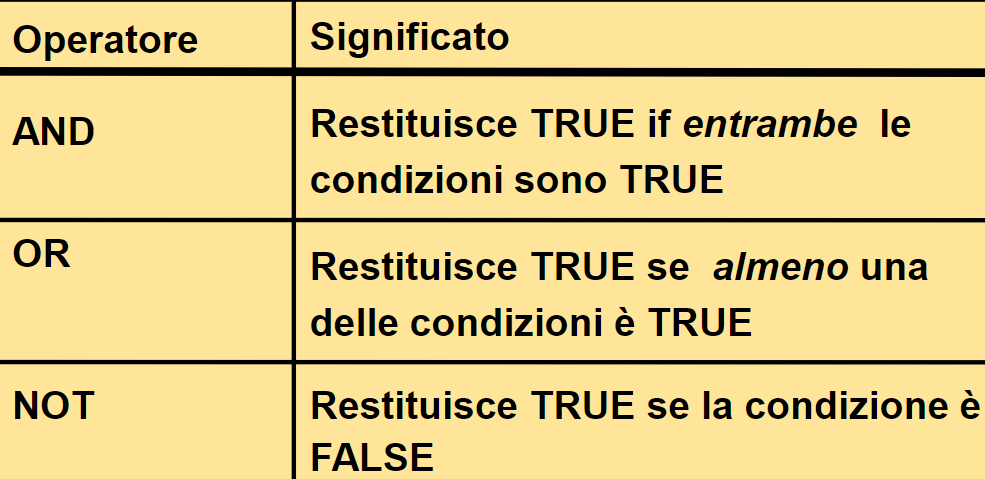 Operatore Significato
AND
Restituisce TRUE if entrambe le
condizioni sono TRUE
OR
Restituisce TRUE se almeno una
delle condizioni è TRUE
NOT
Restituisce TRUE se la condizione è
FALSE